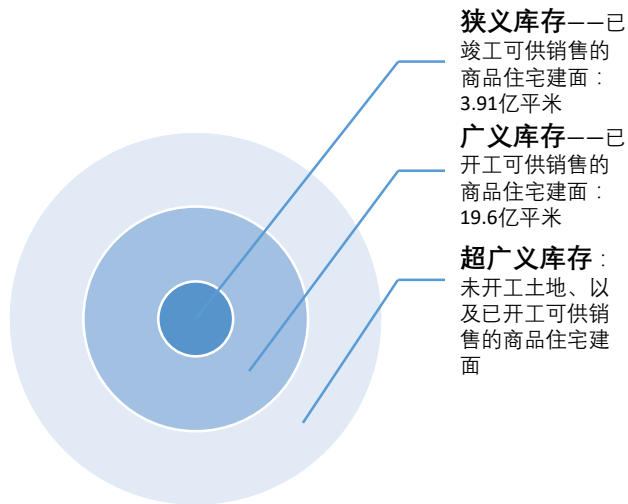 狭义库存——已
竣工可供销售的
商品住宅建面：
3.91亿平米
广义库存——已
开工可供销售的
商品住宅建面：
19.6亿平米
超广义库存：
未开工土地、以
及已开工可供销
售的商品住宅建
面